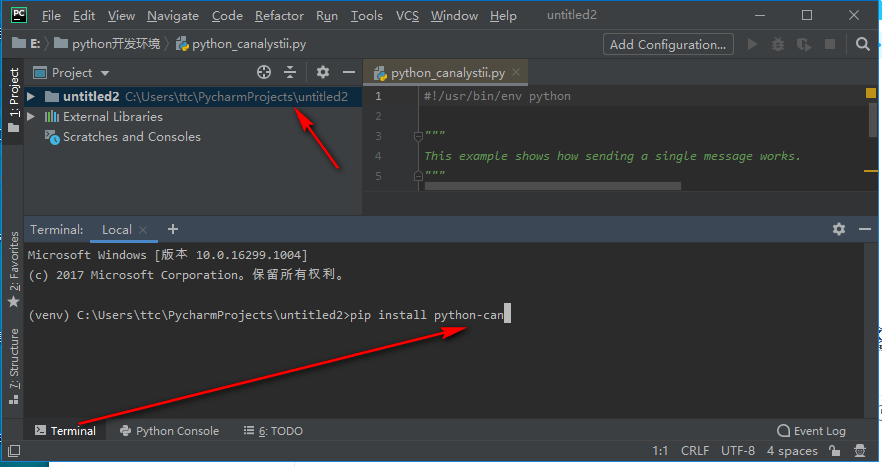 PC File Edit View Navigate Code Refactor Run Tools VCS Window Help untitled2
E: python开发环境 python_canalystii.py Add Configuration...
1: Project
Project
python_canalystii.py
untitled2 C:\Users\ttc\PycharmProjects\untitled2
External Libraries
Scratches and Consoles
1 #!/usr/bin/env python
2
3 """
4 This example shows how sending a single message works.
5 """
Terminal: Local +
2: Favorites
7: Structure
Microsoft Windows [版本 10.0.16299.1004]
(c) 2017 Microsoft Corporation。保留所有权利。
(venv) C:\Users\ttc\PycharmProjects\untitled2>pip install python-can
Terminal Python Console 6: TODO Event Log
1:1 CRLF UTF-8 4 spaces